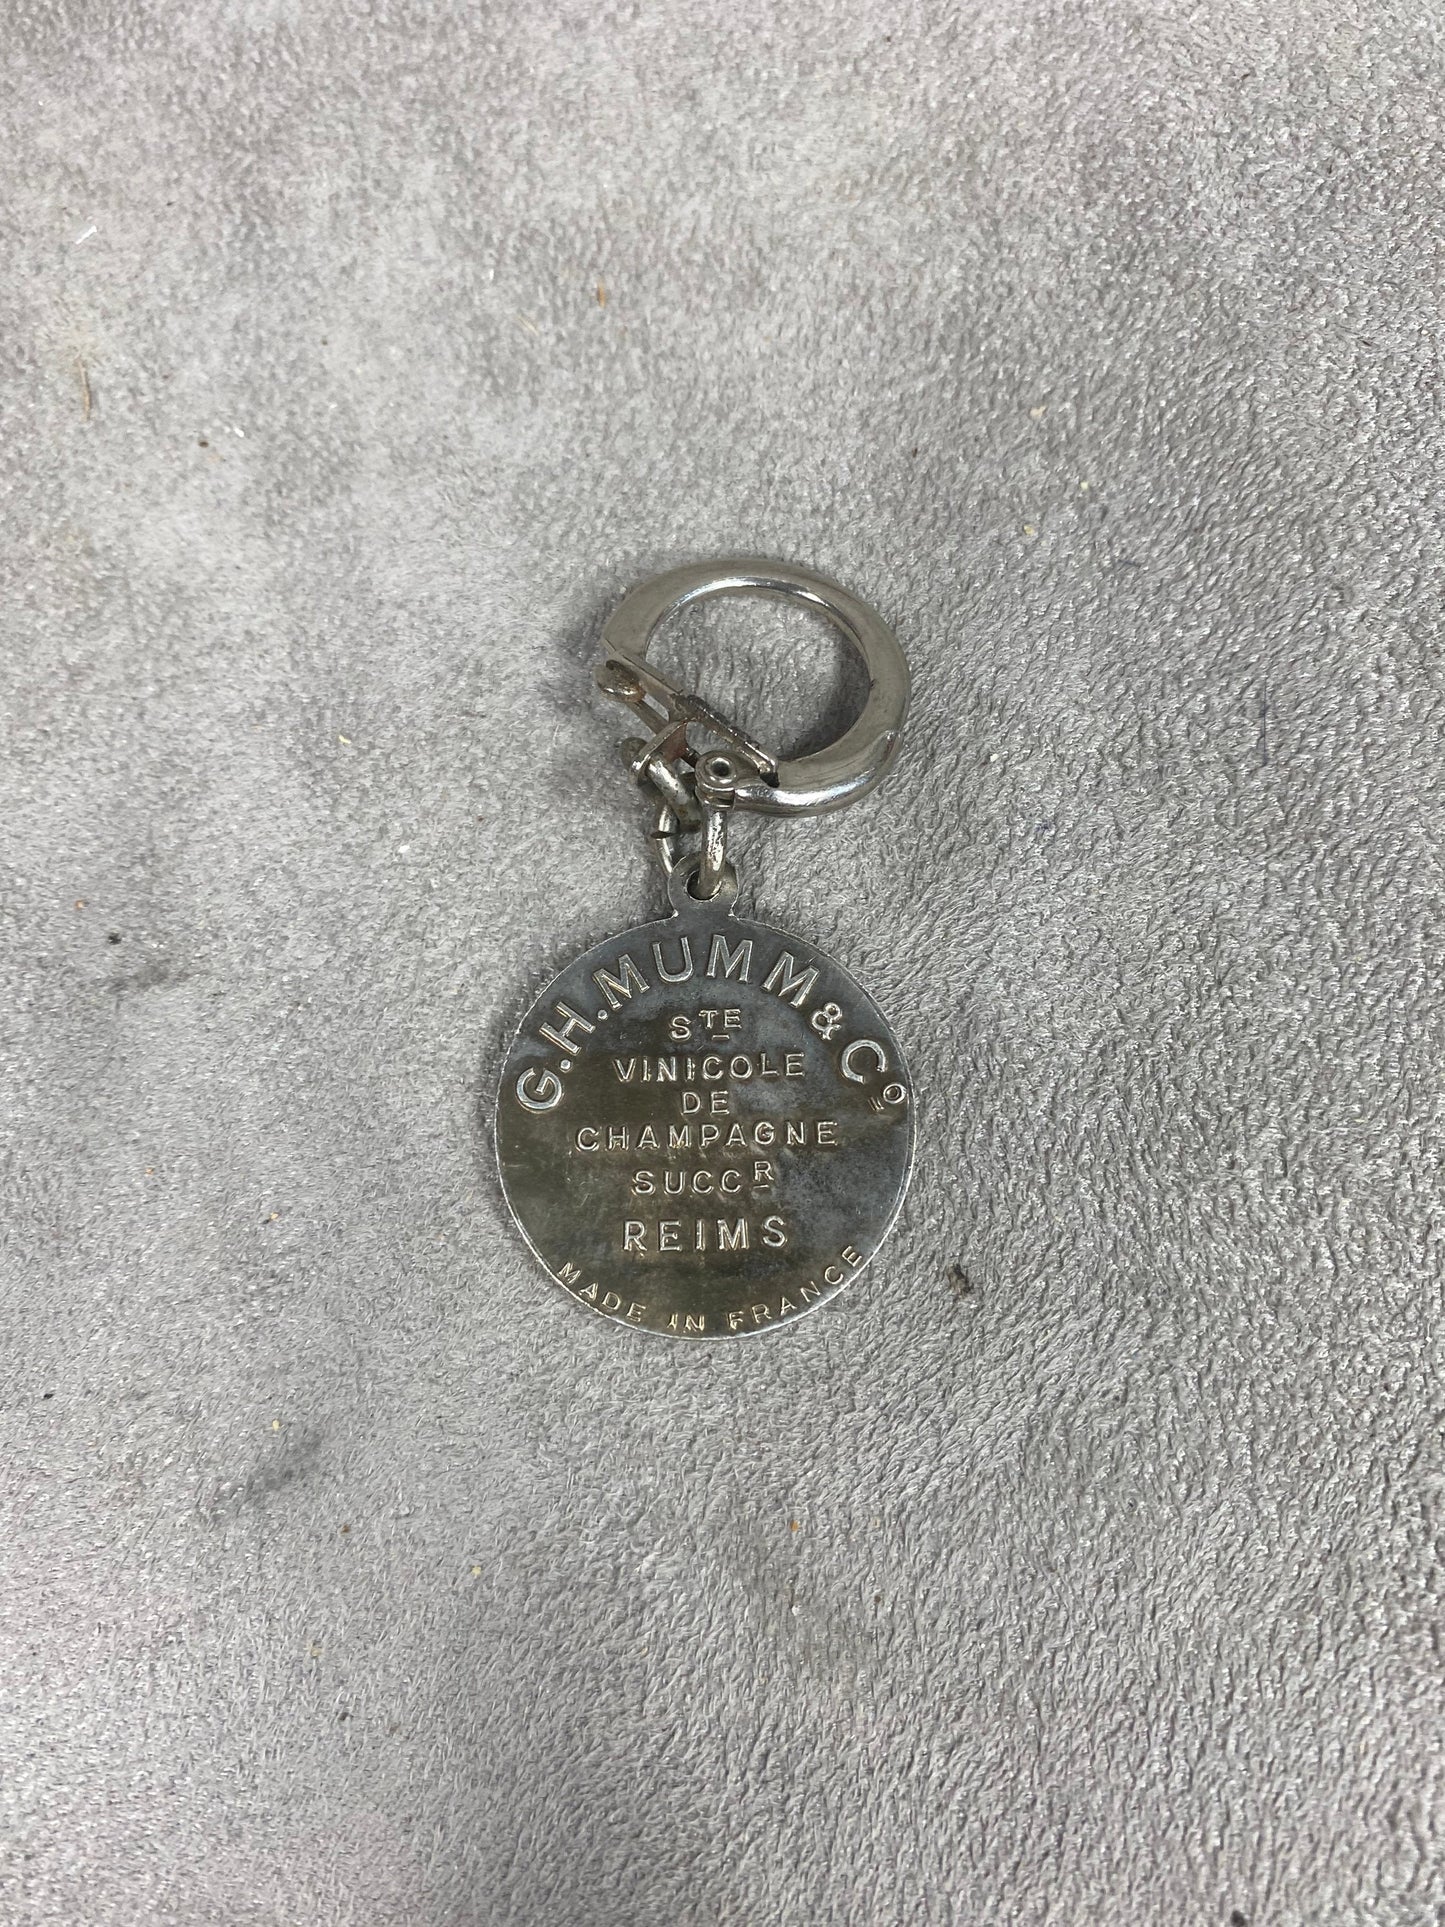 G.H.MUMM & Cº
STE
VINICOLE
DE
CHAMPAGNE
SUCCR
REIMS
MADE IN FRANCE